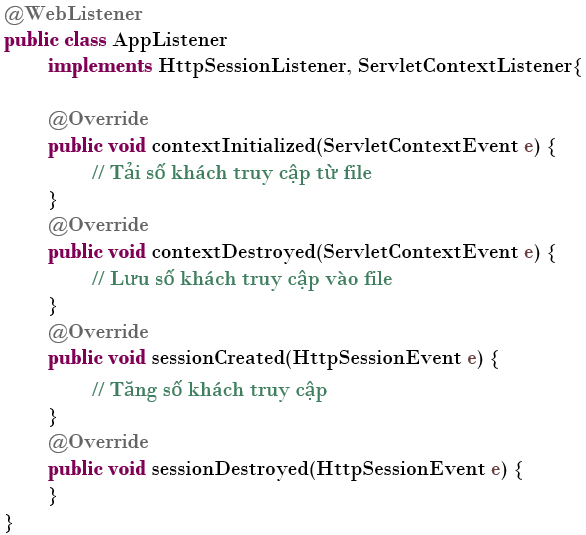 @WebListener
public class AppListener
implements HttpSessionListener, ServletContextListener{
@Override
public void contextInitialized(ServletContextEvent e) {
// Tải số khách truy cập từ file
}
@Override
public void contextDestroyed(ServletContextEvent e) {
// Lưu số khách truy cập vào file
}
@Override
public void sessionCreated(HttpSessionEvent e) {
// Tăng số khách truy cập
}
@Override
public void sessionDestroyed(HttpSessionEvent e) {
}
}